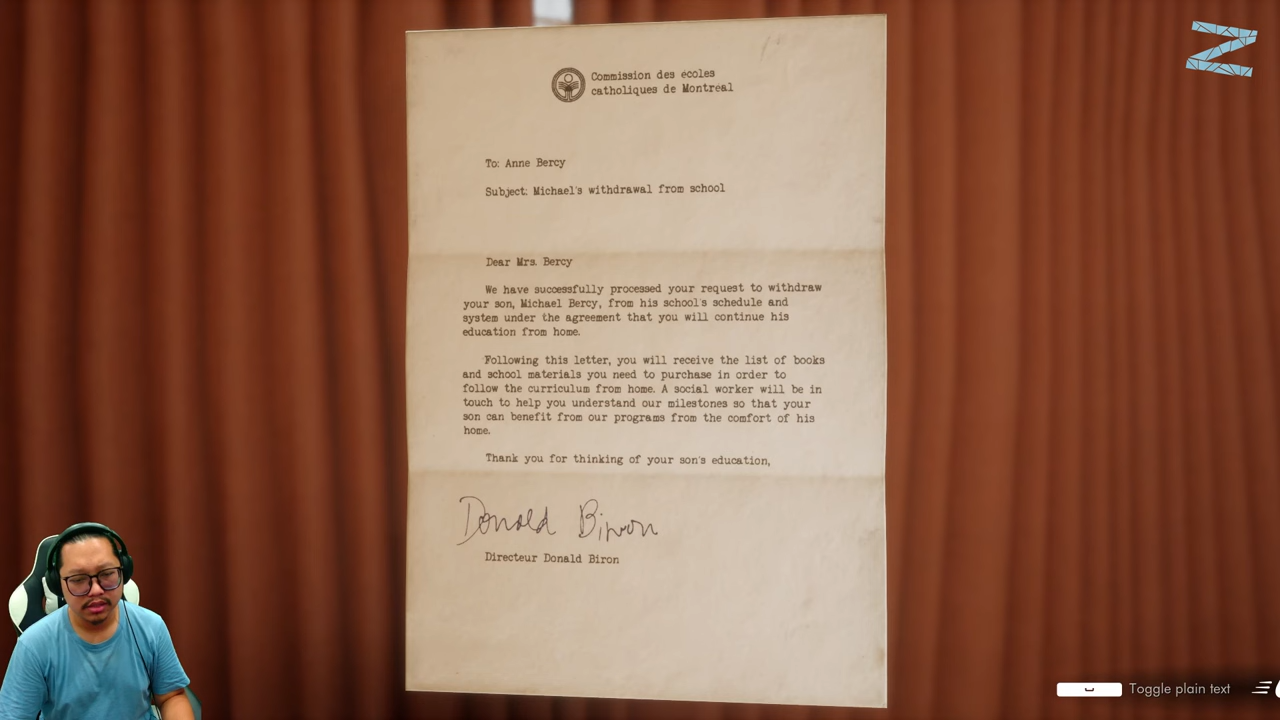 Z
Commission des écoles
catholiques de Montréal
To: Anne Bercy
Subject: Michael's withdrawal from school
Dear Mrs. Bercy
We have successfully processed your request to withdraw
your son, Michael Bercy, from his school's schedule and
system under the agreement that you will continue his
education from home.
Following this letter, you will receive the list of books
and school materials you need to purchase in order to
follow the curriculum from home. A social worker will be in
touch to help you understand our milestones so that your
son can benefit from our programs from the comfort of his
home.
Thank you for thinking of your son's education,
Donald Biron
Directeur Donald Biron
Toggle plain text